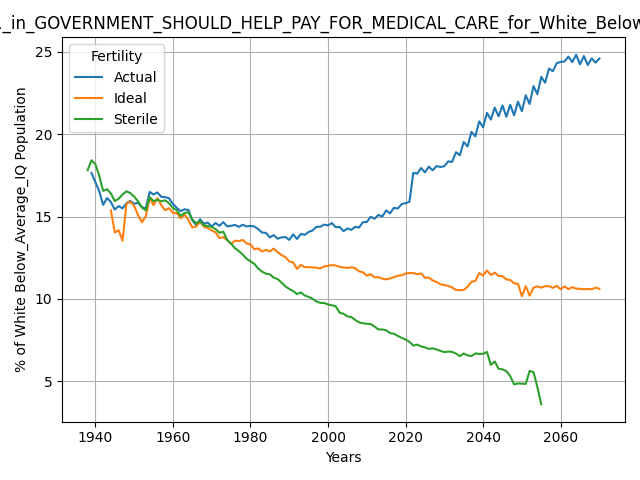 _in_GOVERNMENT_SHOULD_HELP_PAY_FOR_MEDICAL_CARE_for_White_Below
Fertility
Actual
Ideal
Sterile
% of White Below_Average_IQ Population
25
20
15
10
5
1940 1960 1980 2000 2020 2040 2060
Years